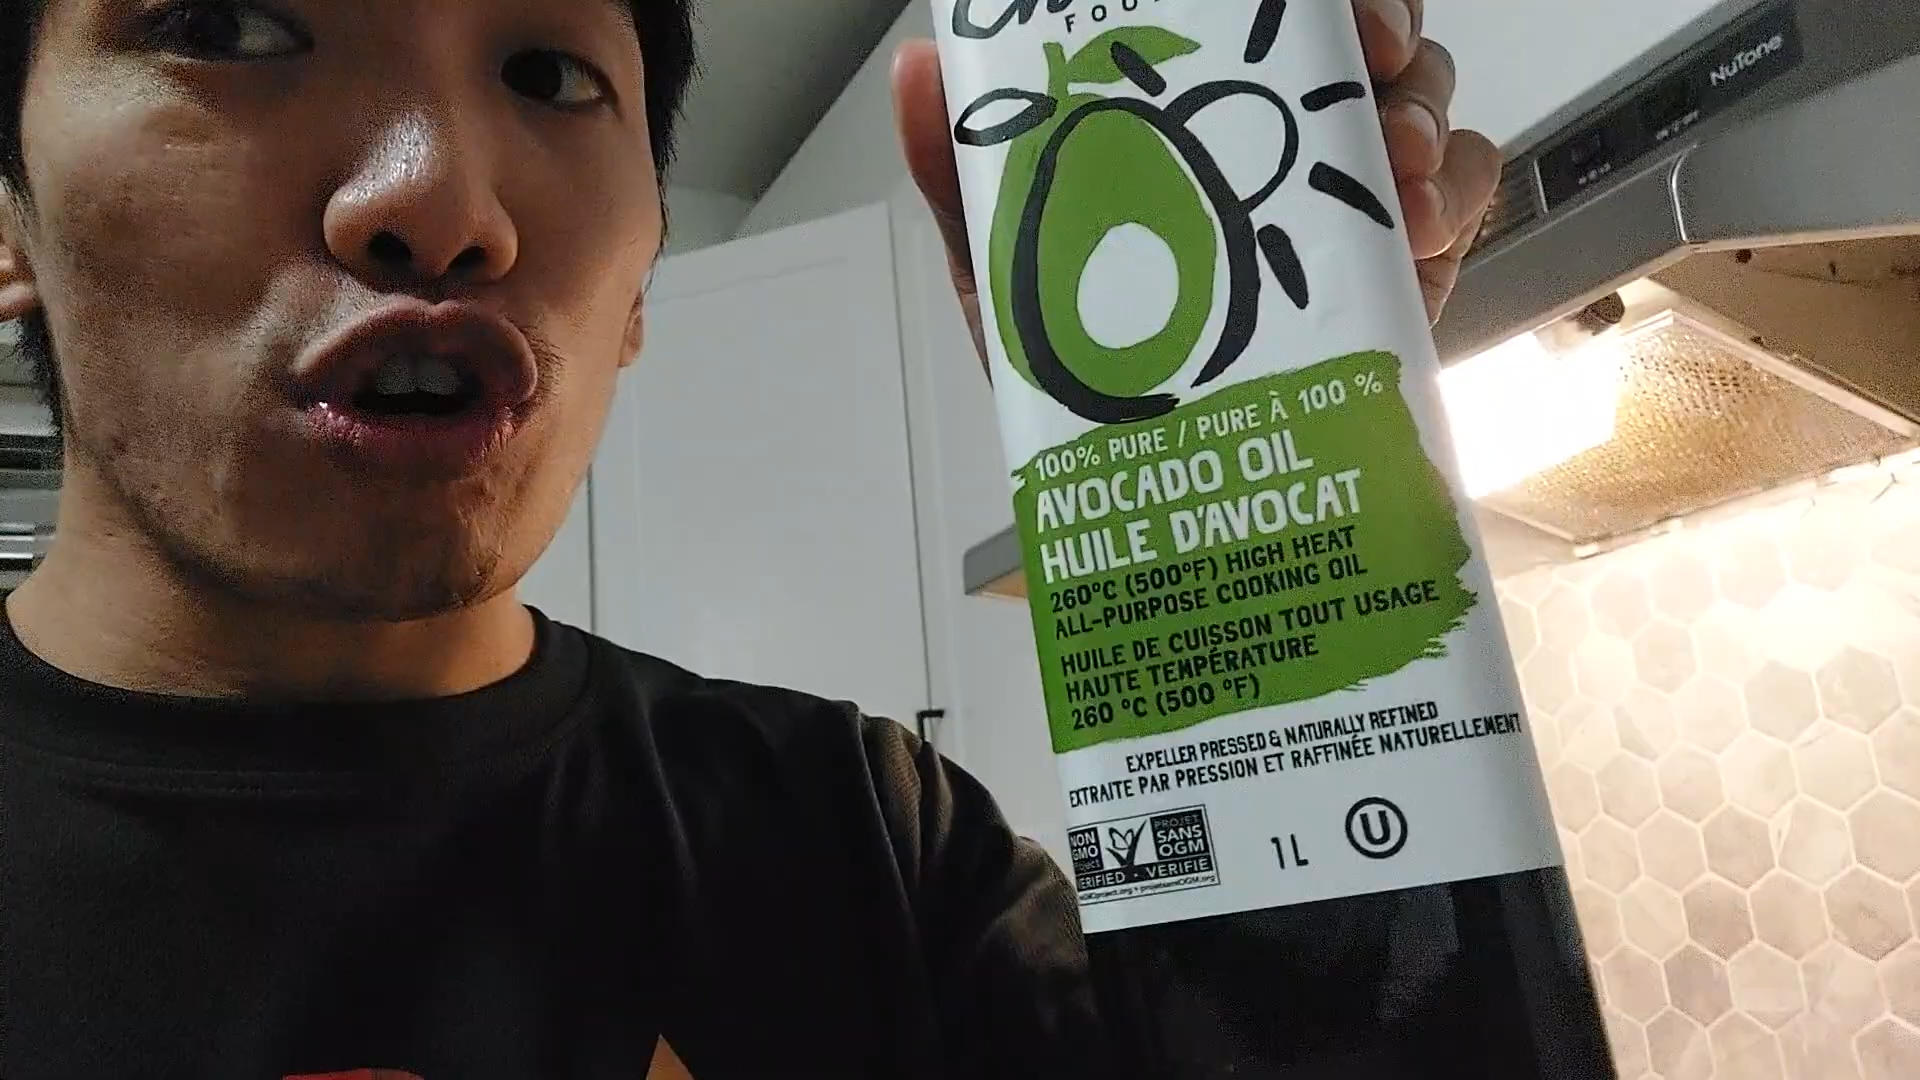 FOO
NuTone
100% PURE / PURE À 100 %
AVOCADO OIL
HUILE D'AVOCAT
260°C (500°F) HIGH HEAT
ALL-PURPOSE COOKING OIL
HUILE DE CUISSON TOUT USAGE
HAUTE TEMPÉRATURE
260 °C (500 °F)
EXPELLER PRESSED & NATURALLY REFINED
EXTRAITE PAR PRESSION ET RAFFINÉE NATURELLEMENT
NON
GMO
VERIFIED • VERIFIÉ
PROJET
SANS
OGM
1L
U